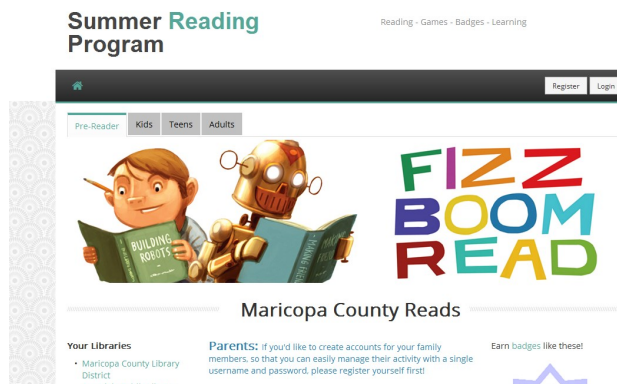 Summer Reading
Program
Reading - Games - Badges - Learning
Register Login
Pre-Reader Kids Teens Adults
BUILDING
ROBOTS
MAKING
FIZZ
BOOM
READ
Maricopa County Reads
Your Libraries
• Maricopa County Library
District
Parents: If you'd like to create accounts for your family
members, so that you can easily manage their activity with a single
username and password, please register yourself first!
Earn badges like these!